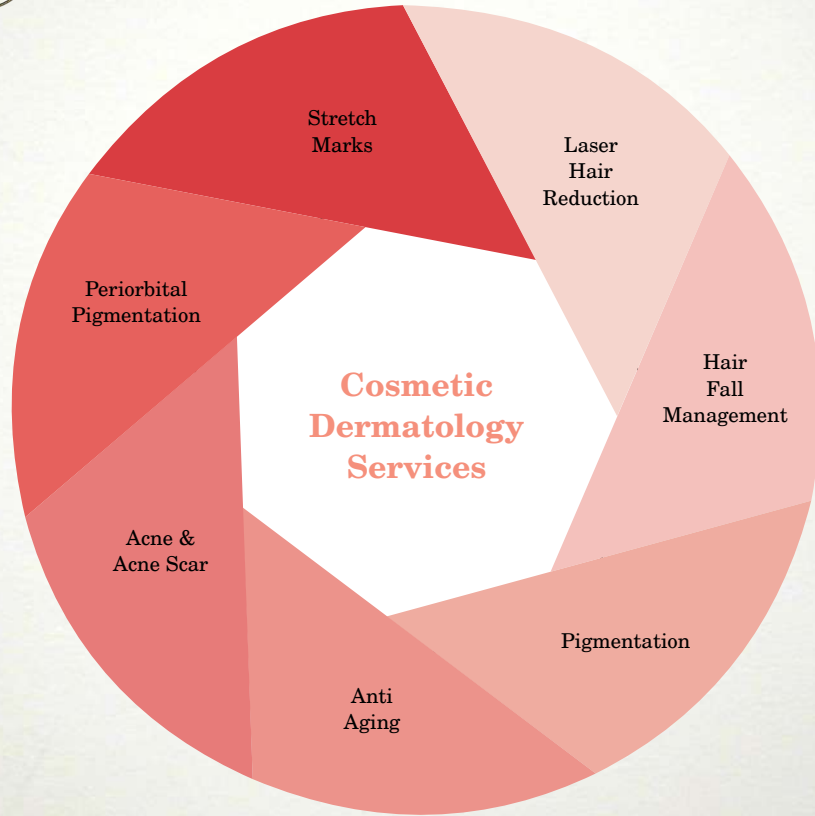 Stretch
Marks
Laser
Hair
Reduction
Periorbital
Pigmentation
Hair
Fall
Management
Cosmetic
Dermatology
Services
Acne &
Acne Scar
Pigmentation
Anti
Aging